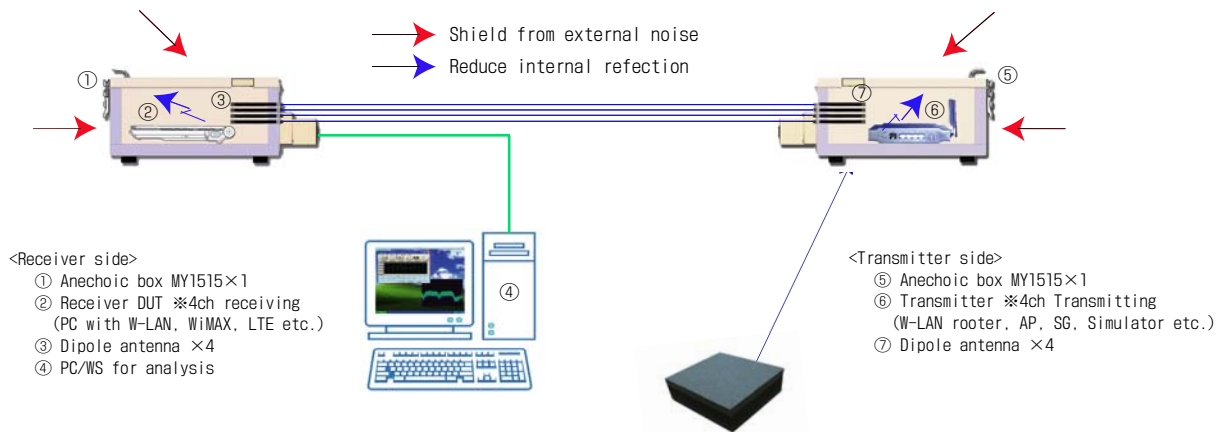 Shield from external noise
Reduce internal refection
①
②
③
④
⑤
⑥
⑦
<Receiver side>
① Anechoic box MY1515×1
② Receiver DUT ※4ch receiving
(PC with W-LAN, WiMAX, LTE etc.)
③ Dipole antenna ×4
④ PC/WS for analysis
<Transmitter side>
⑤ Anechoic box MY1515×1
⑥ Transmitter ※4ch Transmitting
(W-LAN rooter, AP, SG, Simulator etc.)
⑦ Dipole antenna ×4